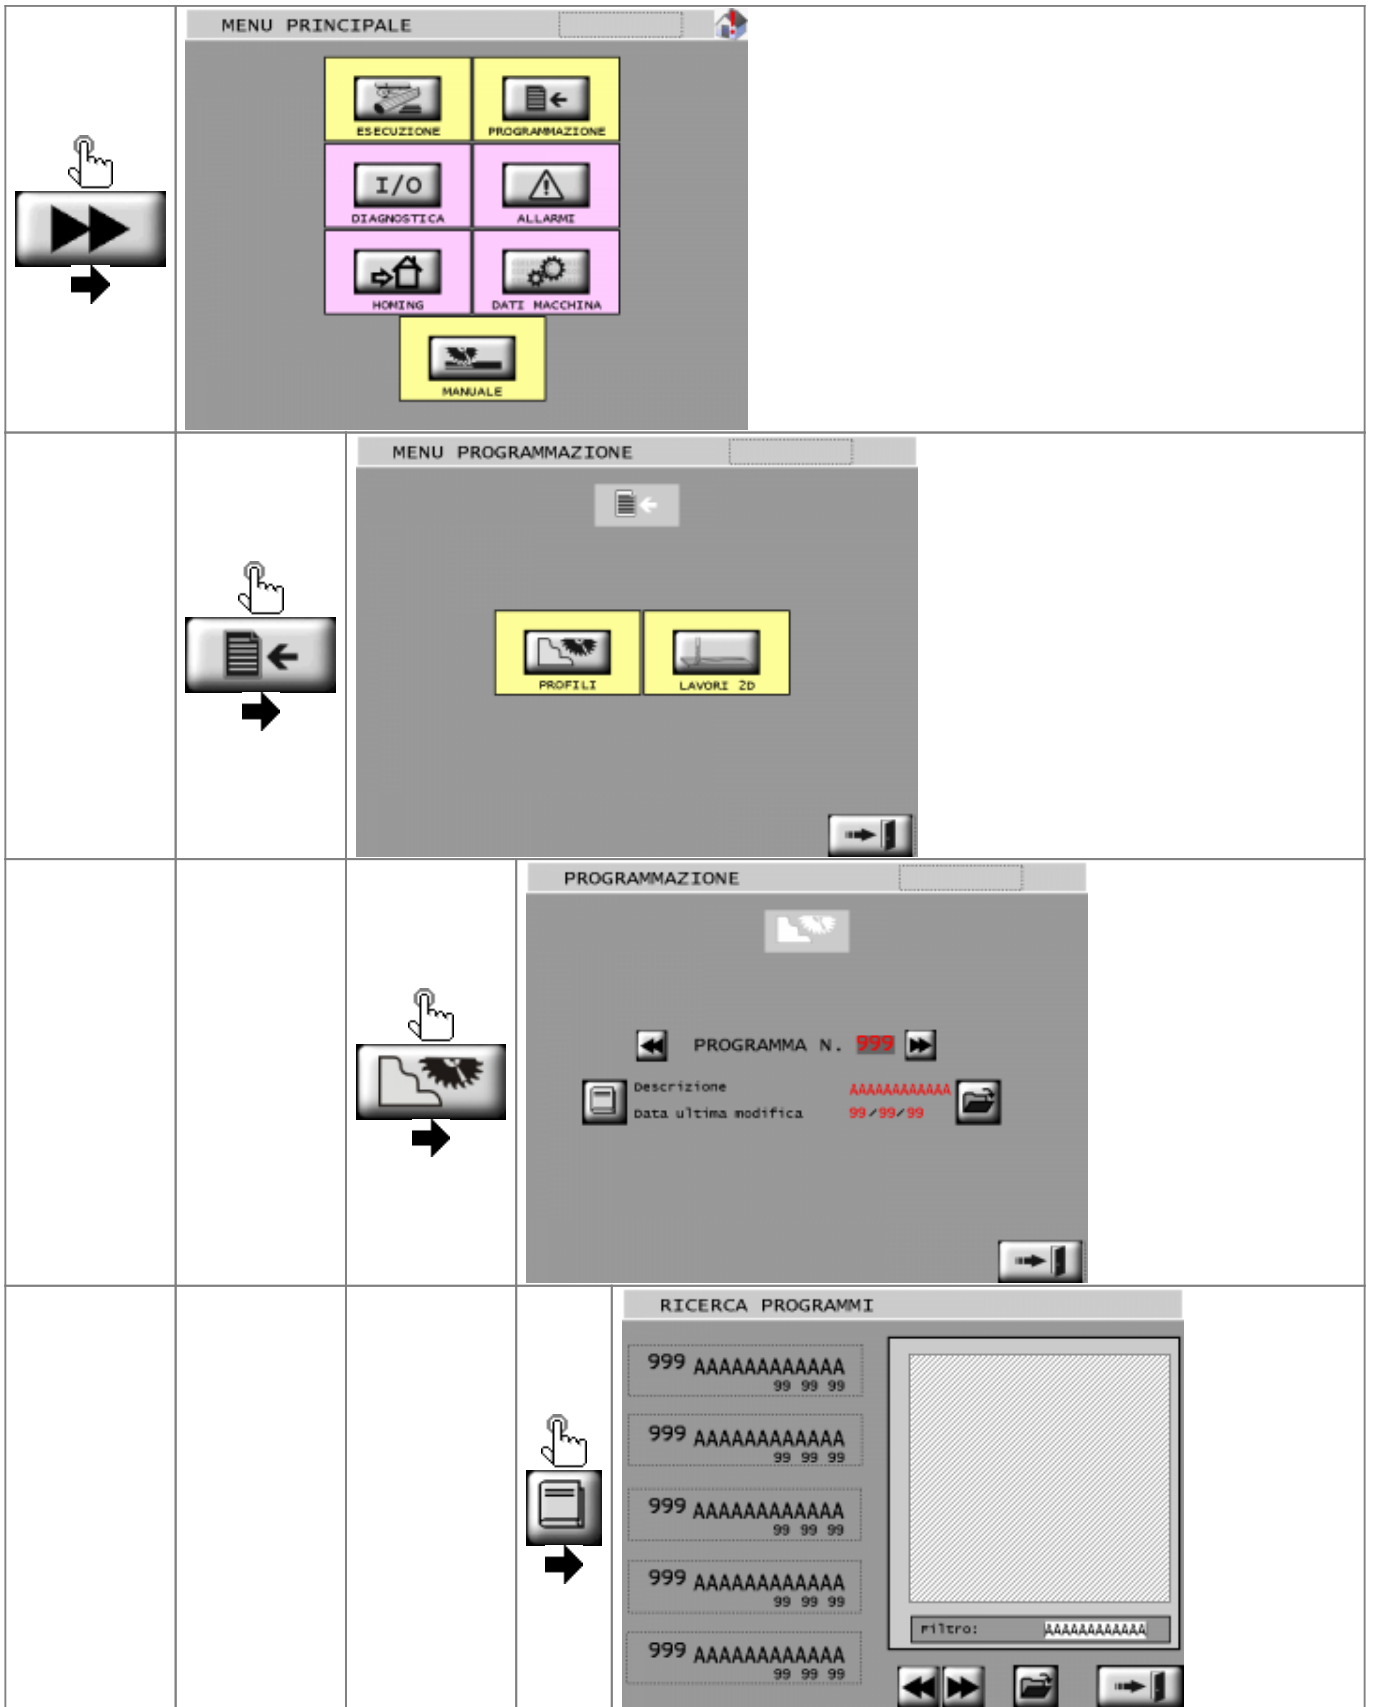 MENU PRINCIPALE
ESECUZIONE
PROGRAMMAZIONE
I/O
DIAGNOSTICA
ALLARMI
HOMING
DATI MACCHINA
MANUALE
MENU PROGRAMMAZIONE
PROFILI
LAVORI 2D
PROGRAMMAZIONE
PROGRAMMA N. 999
Descrizione AAAAAAAAAAAA
Data ultima modifica 99/99/99
RICERCA PROGRAMMI
999 AAAAAAAAAAAA
99 99 99
999 AAAAAAAAAAAA
99 99 99
999 AAAAAAAAAAAA
99 99 99
999 AAAAAAAAAAAA
99 99 99
999 AAAAAAAAAAAA
99 99 99
Filtro: AAAAAAAAAAAA